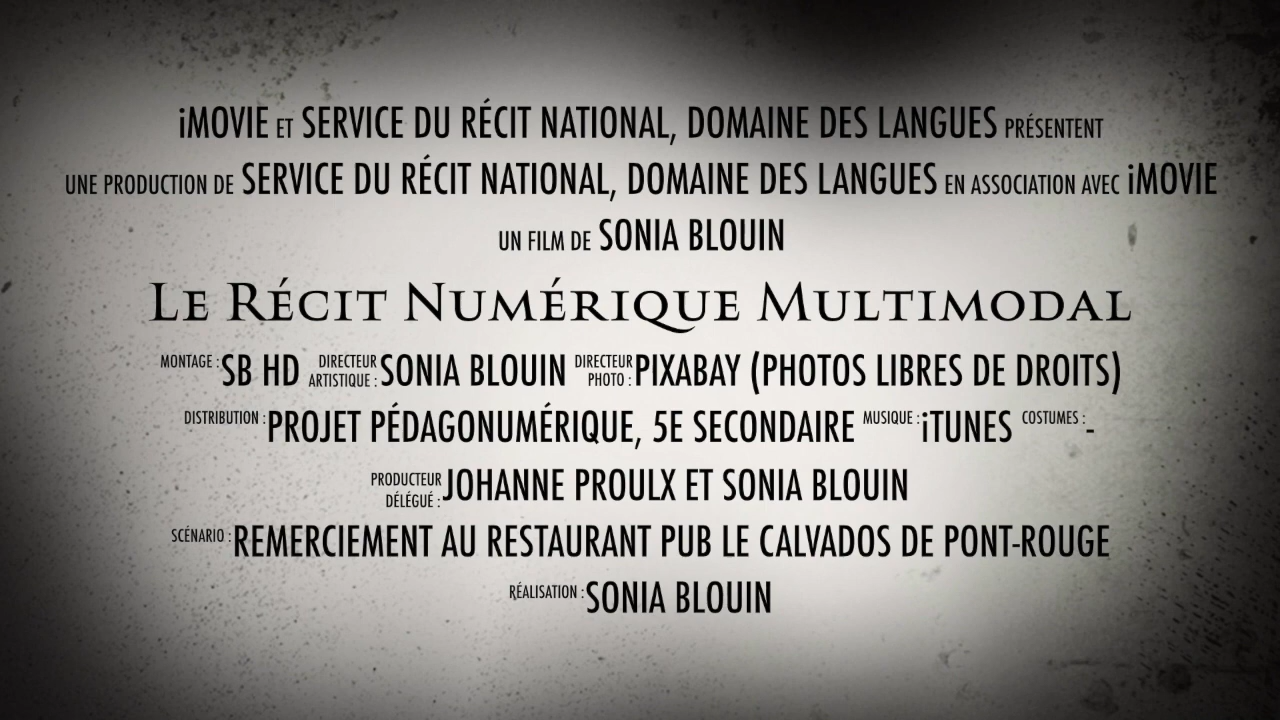 iMOVIE ET SERVICE DU RÉCIT NATIONAL, DOMAINE DES LANGUES PRÉSENTENT
UNE PRODUCTION DE SERVICE DU RÉCIT NATIONAL, DOMAINE DES LANGUES EN ASSOCIATION AVEC iMOVIE
UN FILM DE SONIA BLOUIN
LE RÉCIT NUMÉRIQUE MULTIMODAL
MONTAGE : SB HD DIRECTEUR ARTISTIQUE : SONIA BLOUIN DIRECTEUR PHOTO : PIXABAY (PHOTOS LIBRES DE DROITS)
DISTRIBUTION : PROJET PÉDAGONUMÉRIQUE, 5E SECONDAIRE MUSIQUE : iTUNES COSTUMES : -
PRODUCTEUR DÉLÉGUÉ : JOHANNE PROULX ET SONIA BLOUIN
SCÉNARIO : REMERCIEMENT AU RESTAURANT PUB LE CALVADOS DE PONT-ROUGE
RÉALISATION : SONIA BLOUIN